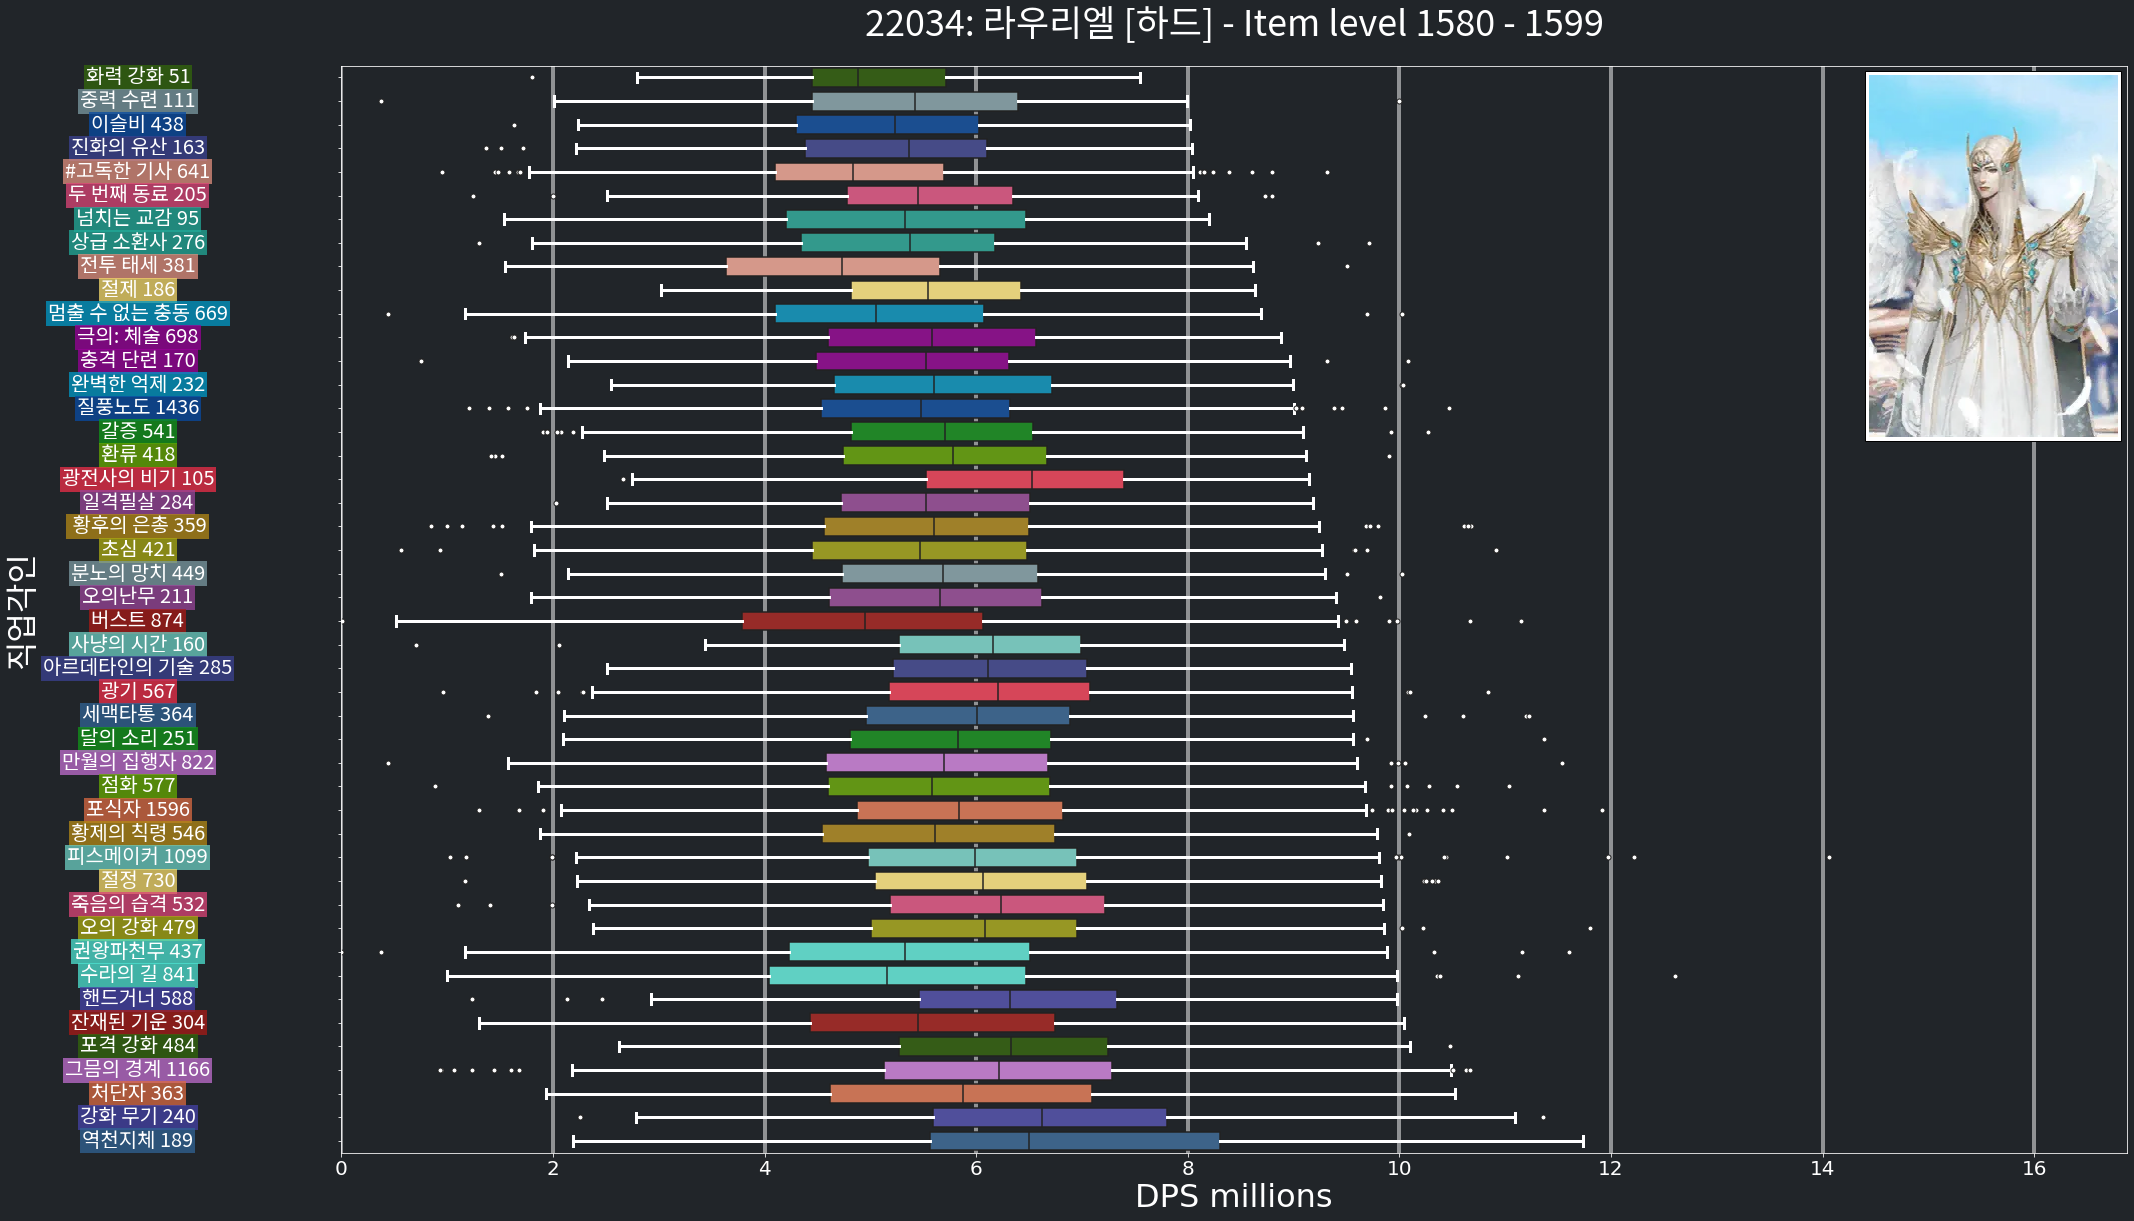 22034: 라우리엘 [하드] - Item level 1580 - 1599
직업각인
화력 강화 51
중력 수련 111
이슬비 438
진화의 유산 163
#고독한 기사 641
두 번째 동료 205
넘치는 교감 95
상급 소환사 276
전투 태세 381
절제 186
멈출 수 없는 충동 669
극의: 체술 698
충격 단련 170
완벽한 억제 232
질풍노도 1436
갈증 541
환류 418
광전사의 비기 105
일격필살 284
황후의 은총 359
초심 421
분노의 망치 449
오의난무 211
버스트 874
사냥의 시간 160
아르데타인의 기술 285
광기 567
세맥타통 364
달의 소리 251
만월의 집행자 822
점화 577
포식자 1596
황제의 칙령 546
피스메이커 1099
절정 730
죽음의 습격 532
오의 강화 479
권왕파천무 437
수라의 길 841
핸드거너 588
잔재된 기운 304
포격 강화 484
그믐의 경계 1166
처단자 363
강화 무기 240
역천지체 189
0 2 4 6 8 10 12 14 16
DPS millions